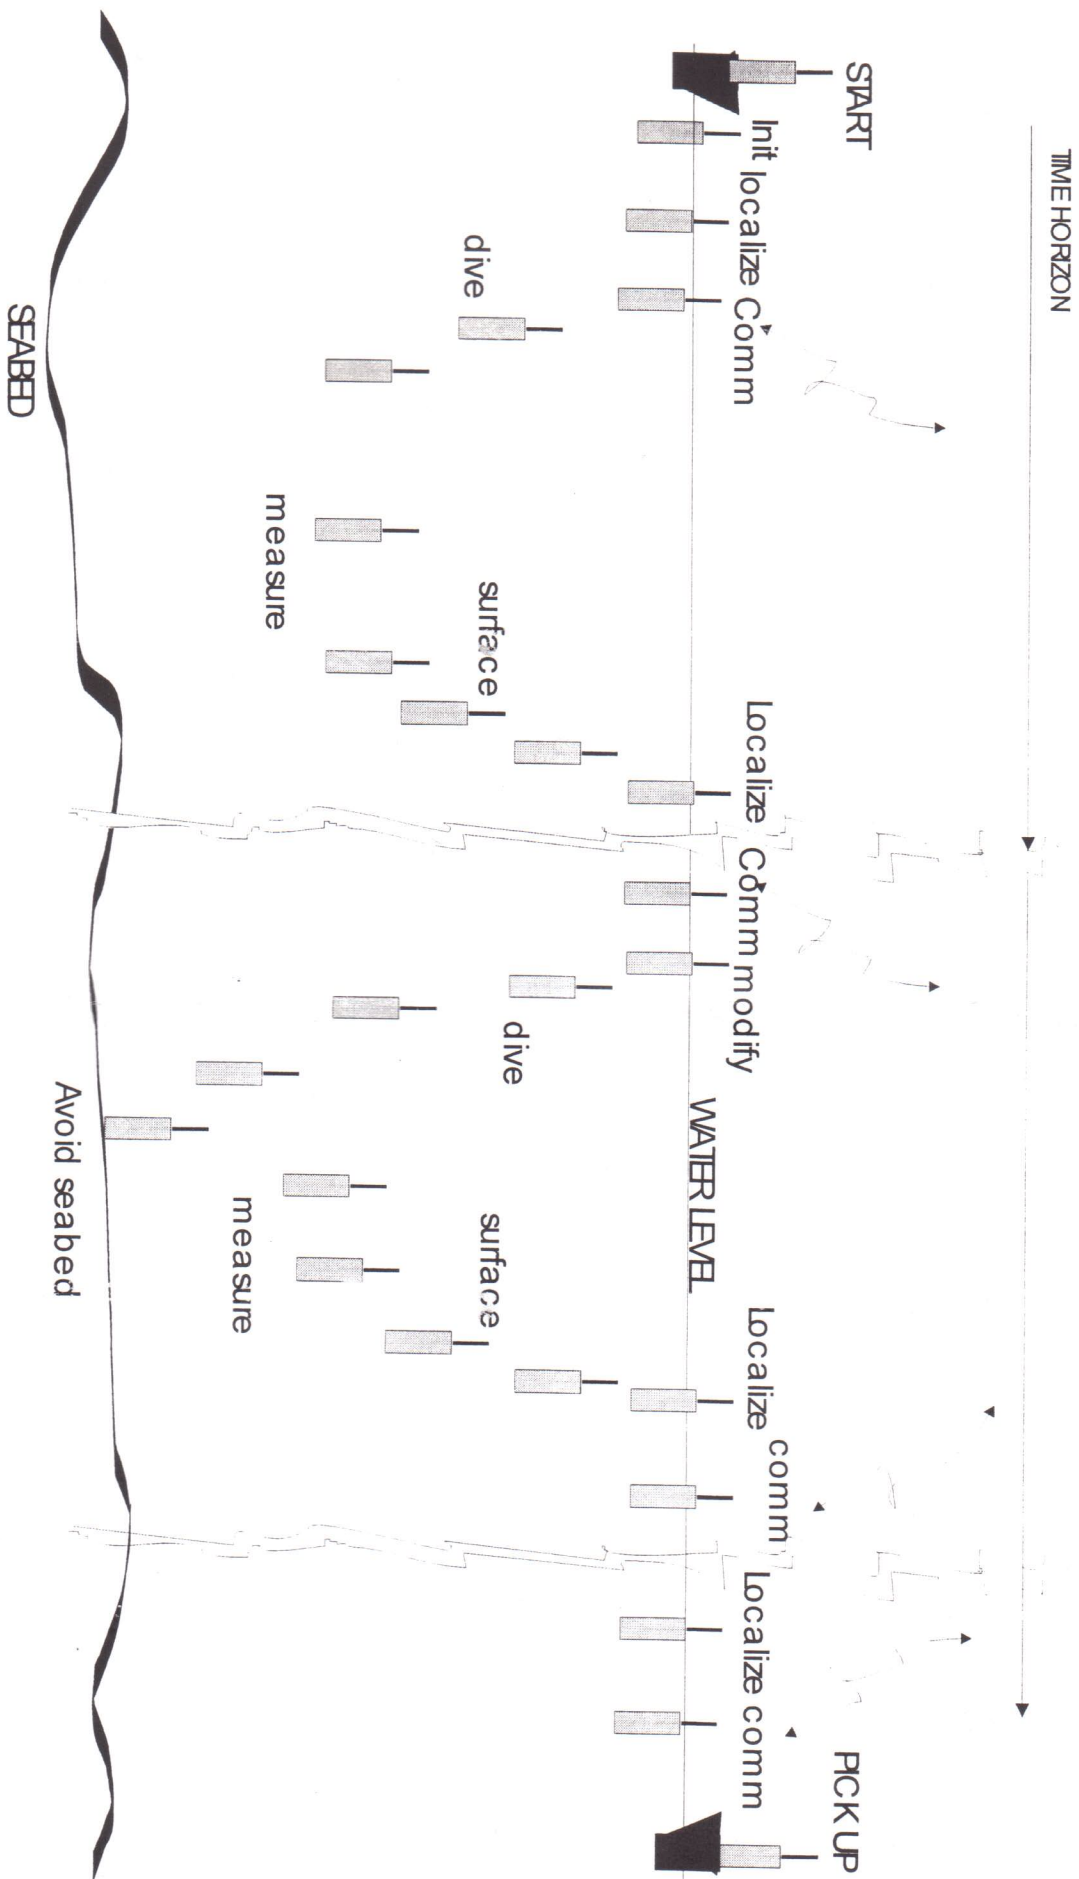 TIME HORIZON
START
PICK UP
Init localize Comm
Localize Comm modify
Localize comm
Localize comm
WATER LEVEL
dive
surface
dive
surface
measure
measure
Avoid seabed
SEABED